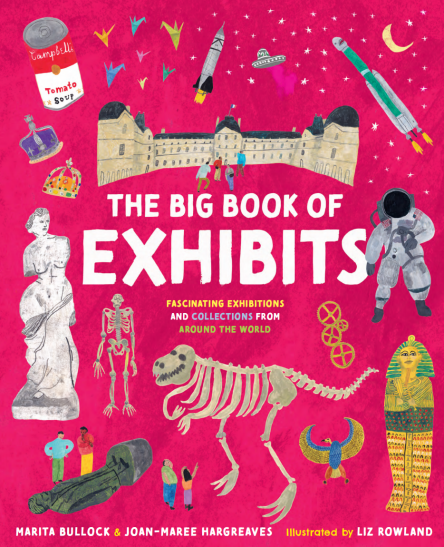 Campbell's
Tomato
Soup
THE BIG BOOK OF
EXHIBITS
FASCINATING EXHIBITIONS
AND COLLECTIONS FROM
AROUND THE WORLD
MARITA BULLOCK & JOAN-MAREE HARGREAVES illustrated by LIZ ROWLAND